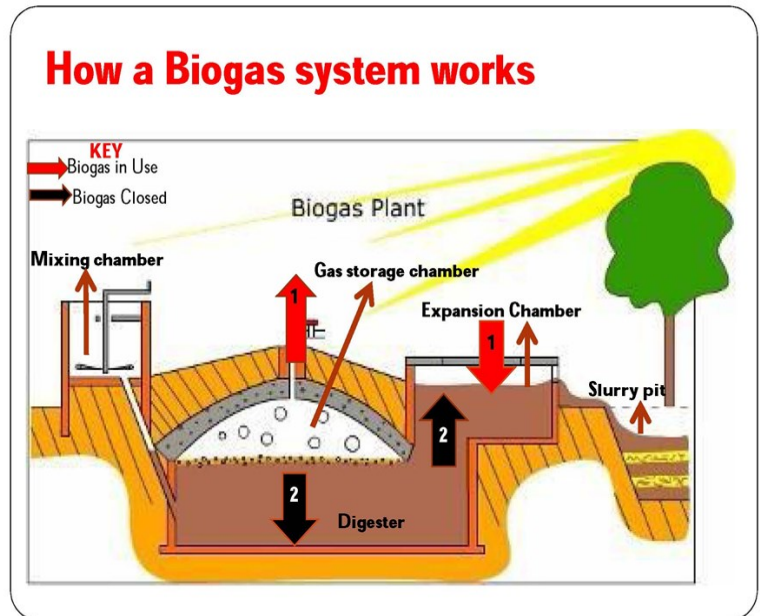 How a Biogas system works
KEY
Biogas in Use
Biogas Closed
Biogas Plant
Mixing chamber
Gas storage chamber
Expansion Chamber
Slurry pit
1
1
2
2
Digester